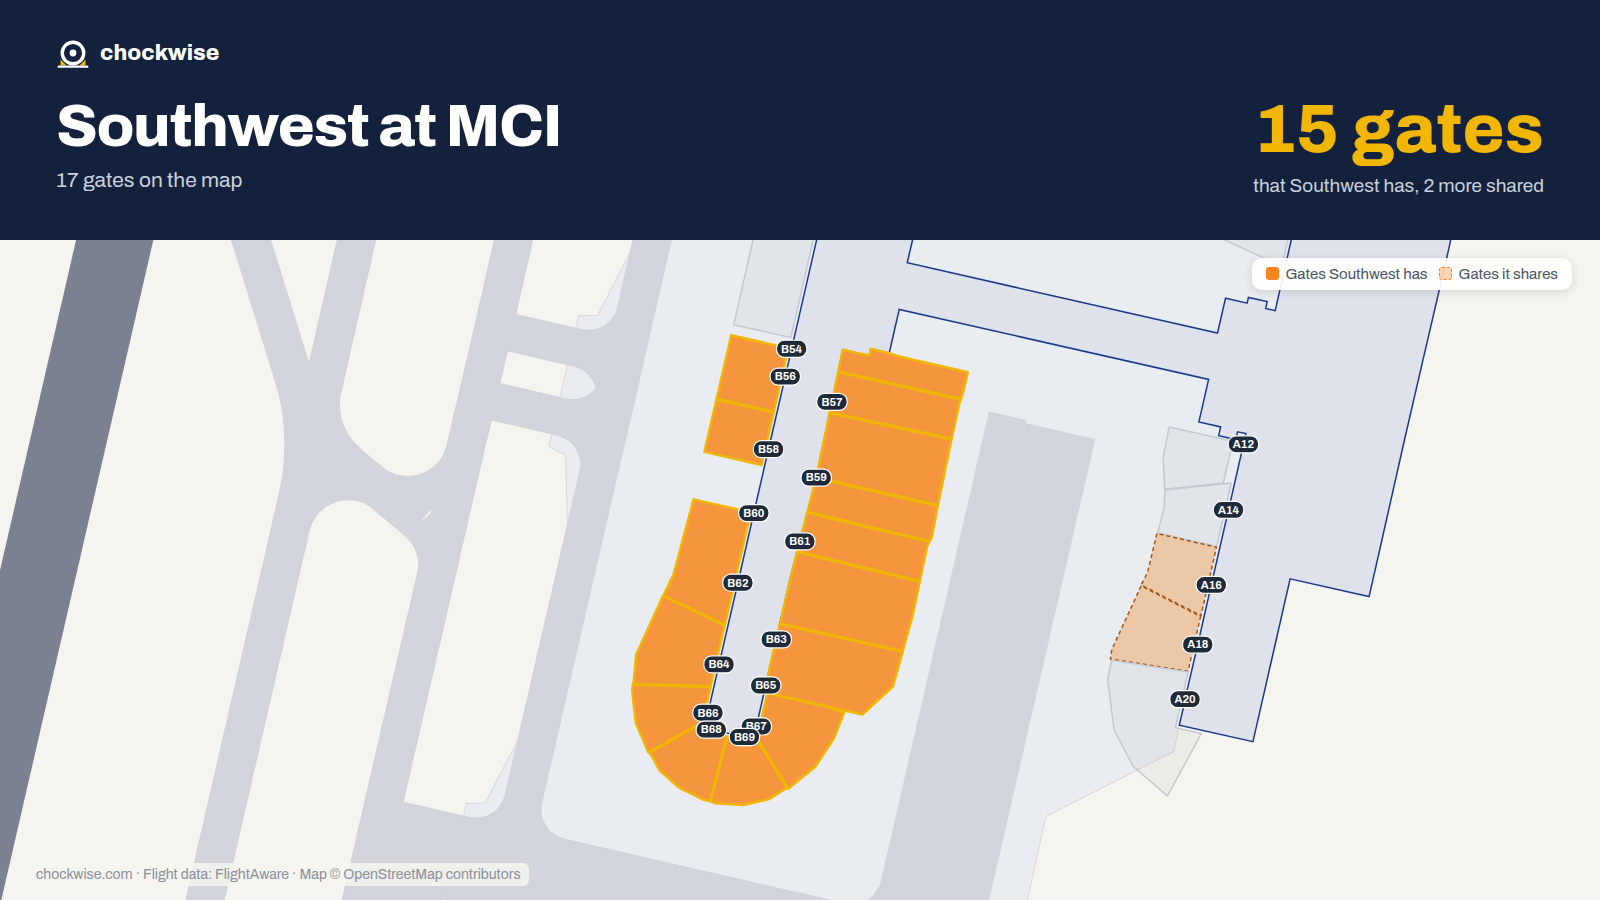 chockwise
Southwest at MCI
17 gates on the map
15 gates
that Southwest has, 2 more shared
Gates Southwest has
Gates it shares
B54
B56
B57
B58
B59
B60
B61
B62
B63
B64
B65
B66
B67
B68
B69
A12
A14
A16
A18
A20
chockwise.com · Flight data: FlightAware · Map © OpenStreetMap contributors